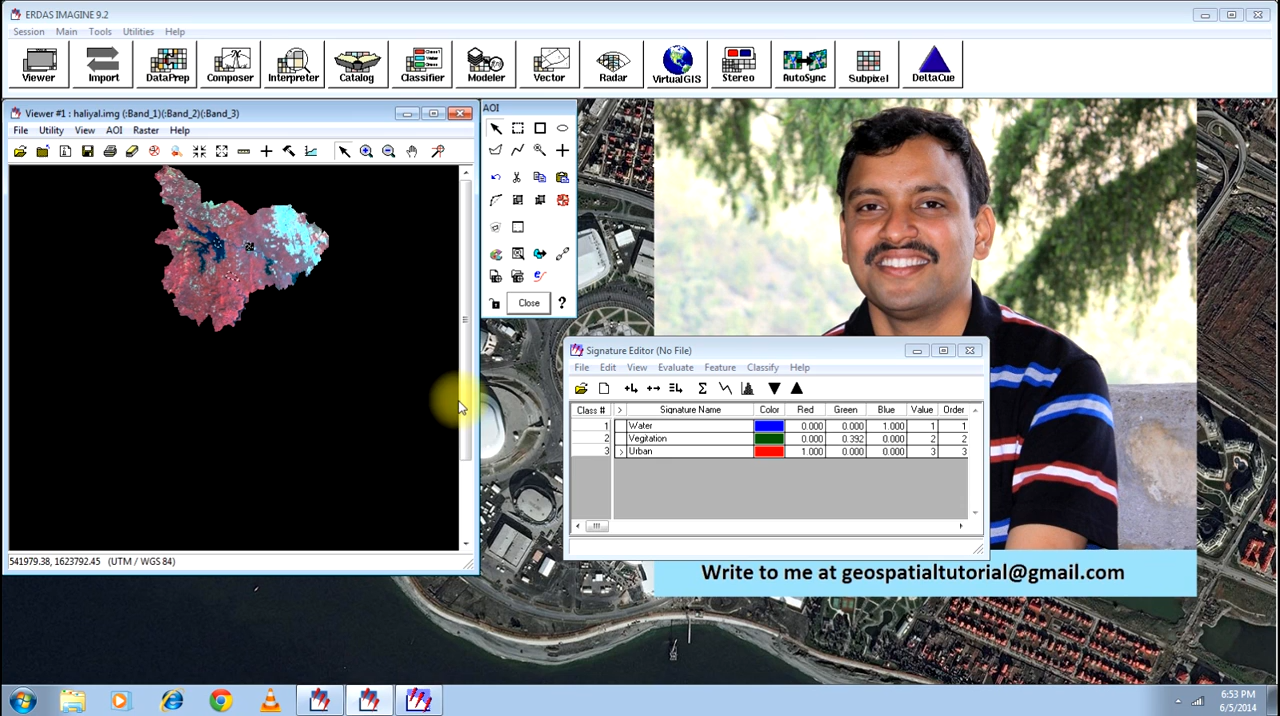 ERDAS IMAGINE 9.2
Session Main Tools Utilities Help
Viewer Import DataPrep Composer Interpreter Catalog Classifier Modeler Vector Radar VirtualGIS Stereo AutoSync Subpixel DeltaCue
Viewer #1 : haliyal.img (:Band_1)(:Band_2)(:Band_3)
File Utility View AOI Raster Help
541979.38, 1623792.45 (UTM / WGS 84)
AOI
Close ?
Signature Editor (No File)
File Edit View Evaluate Feature Classify Help
Class # > Signature Name Color Red Green Blue Value Order
1 Water 0.000 0.000 1.000 1 1
2 Vegitation 0.000 0.392 0.000 2 2
3 > Urban 1.000 0.000 0.000 3 3
Write to me at geospatialtutorial@gmail.com
6:53 PM
6/5/2014